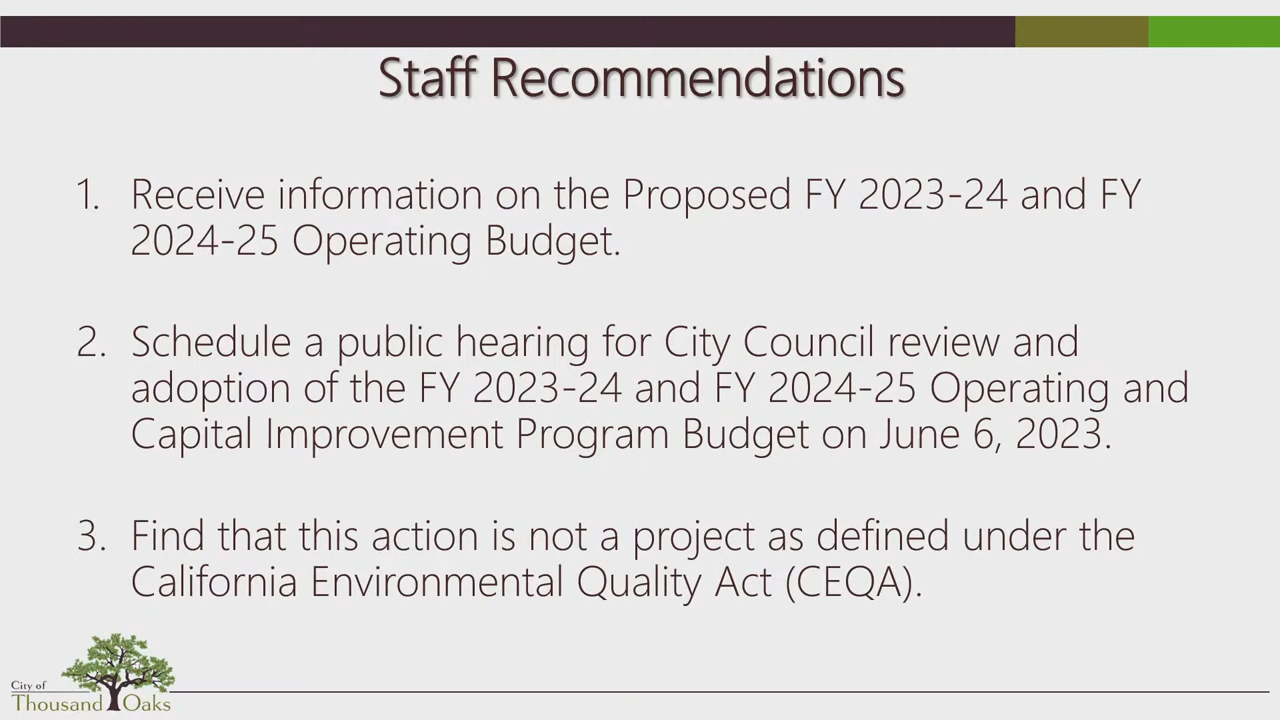 Staff Recommendations
1. Receive information on the Proposed FY 2023-24 and FY
2024-25 Operating Budget.
2. Schedule a public hearing for City Council review and
adoption of the FY 2023-24 and FY 2024-25 Operating and
Capital Improvement Program Budget on June 6, 2023.
3. Find that this action is not a project as defined under the
California Environmental Quality Act (CEQA).
City of
Thousand Oaks